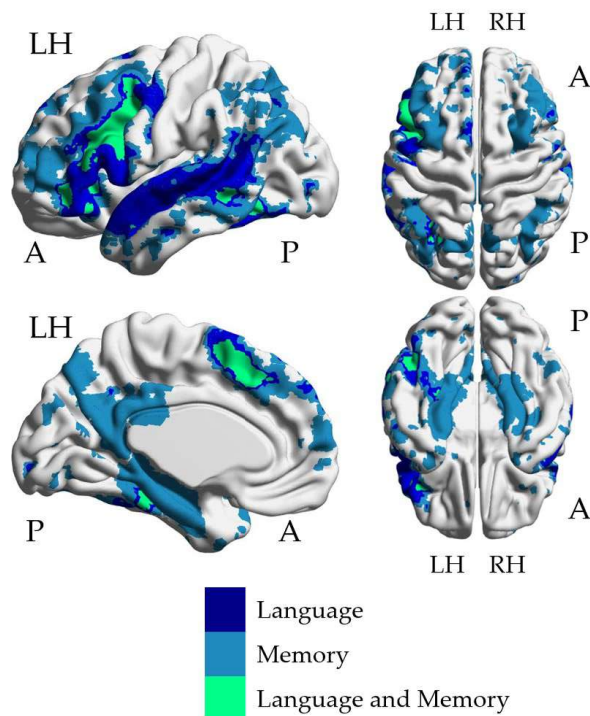 LH
LH RH
A
A P
P
LH
P
P A
A
LH RH
Language
Memory
Language and Memory